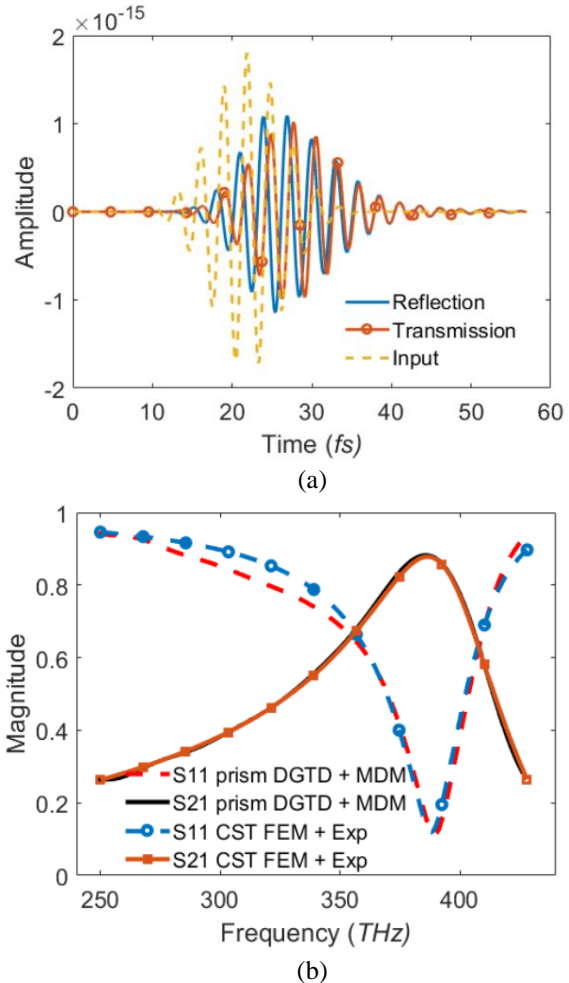 ×10⁻¹⁵
2
1
0
-1
-2
Amplitude
Reflection
Transmission
Input
0 10 20 30 40 50 60
Time (fs)
(a)
1
0.8
0.6
0.4
0.2
0
Magnitude
S11 prism DGTD + MDM
S21 prism DGTD + MDM
S11 CST FEM + Exp
S21 CST FEM + Exp
250 300 350 400
Frequency (THz)
(b)